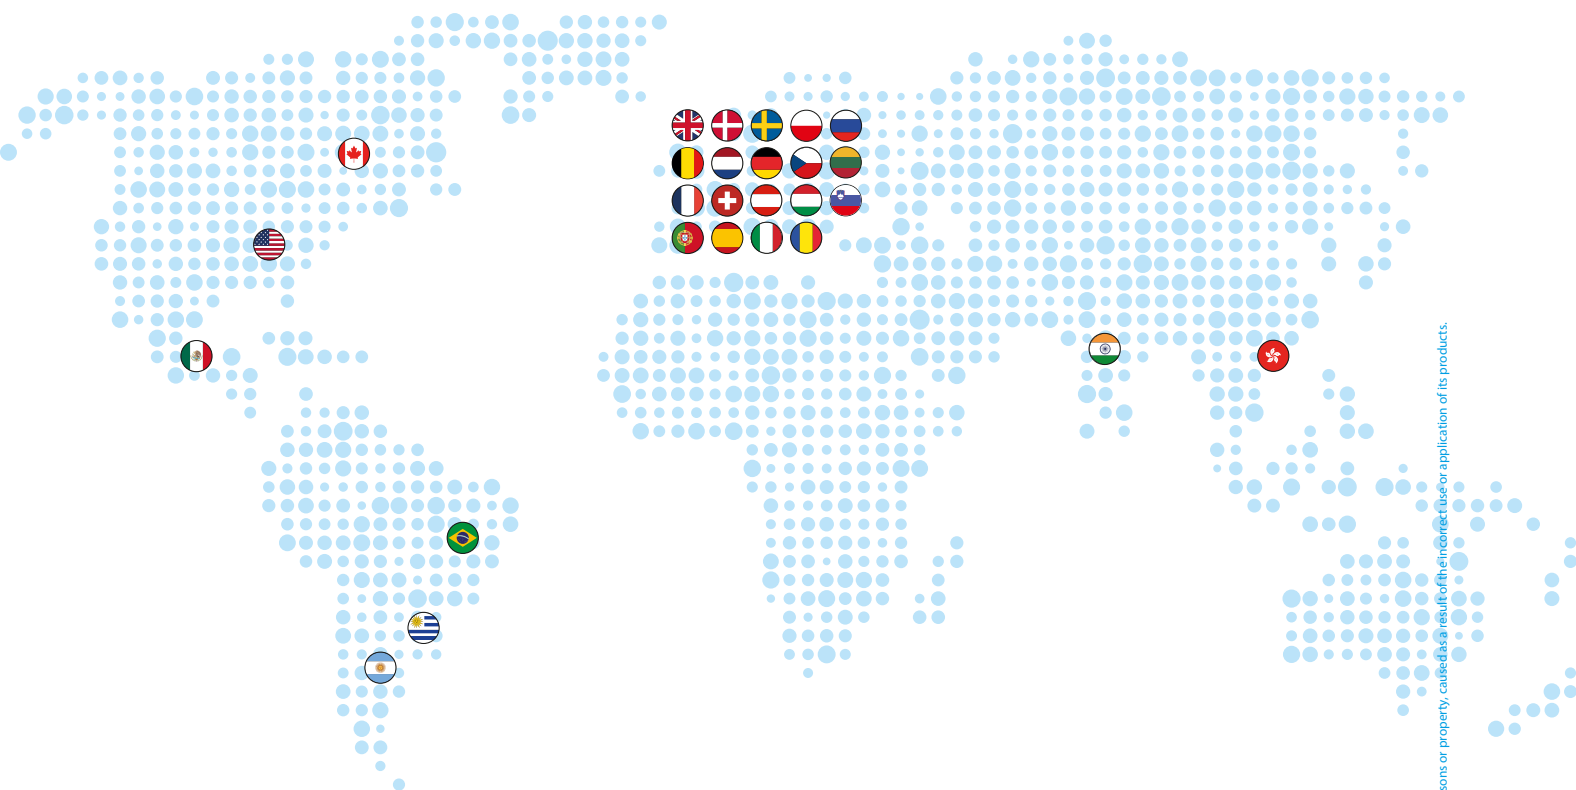 sons or property, caused as a result of the incorrect use or application of its products.